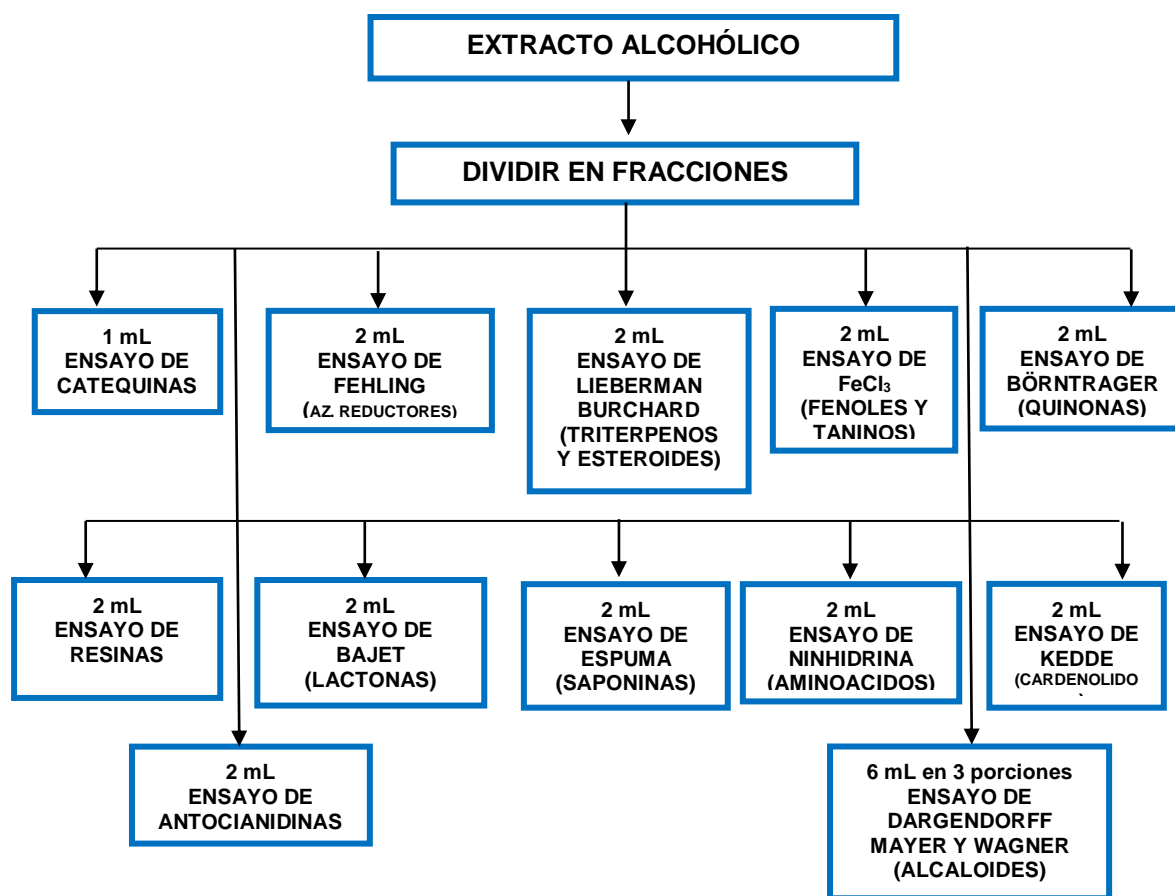 EXTRACTO ALCOHÓLICO
DIVIDIR EN FRACCIONES
1 mL
ENSAYO DE
CATEQUINAS
2 mL
ENSAYO DE
FEHLING
(AZ. REDUCTORES)
2 mL
ENSAYO DE
LIEBERMAN
BURCHARD
(TRITERPENOS
Y ESTEROIDES)
2 mL
ENSAYO DE
FeCl₃
(FENOLES Y
TANINOS)
2 mL
ENSAYO DE
BÖRNTRAGER
(QUINONAS)
2 mL
ENSAYO DE
RESINAS
2 mL
ENSAYO DE
BAJET
(LACTONAS)
2 mL
ENSAYO DE
ESPUMA
(SAPONINAS)
2 mL
ENSAYO DE
NINHIDRINA
(AMINOACIDOS)
2 mL
ENSAYO DE
KEDDE
(CARDENOLIDO
2 mL
ENSAYO DE
ANTOCIANIDINAS
6 mL en 3 porciones
ENSAYO DE
DARGENDORFF
MAYER Y WAGNER
(ALCALOIDES)